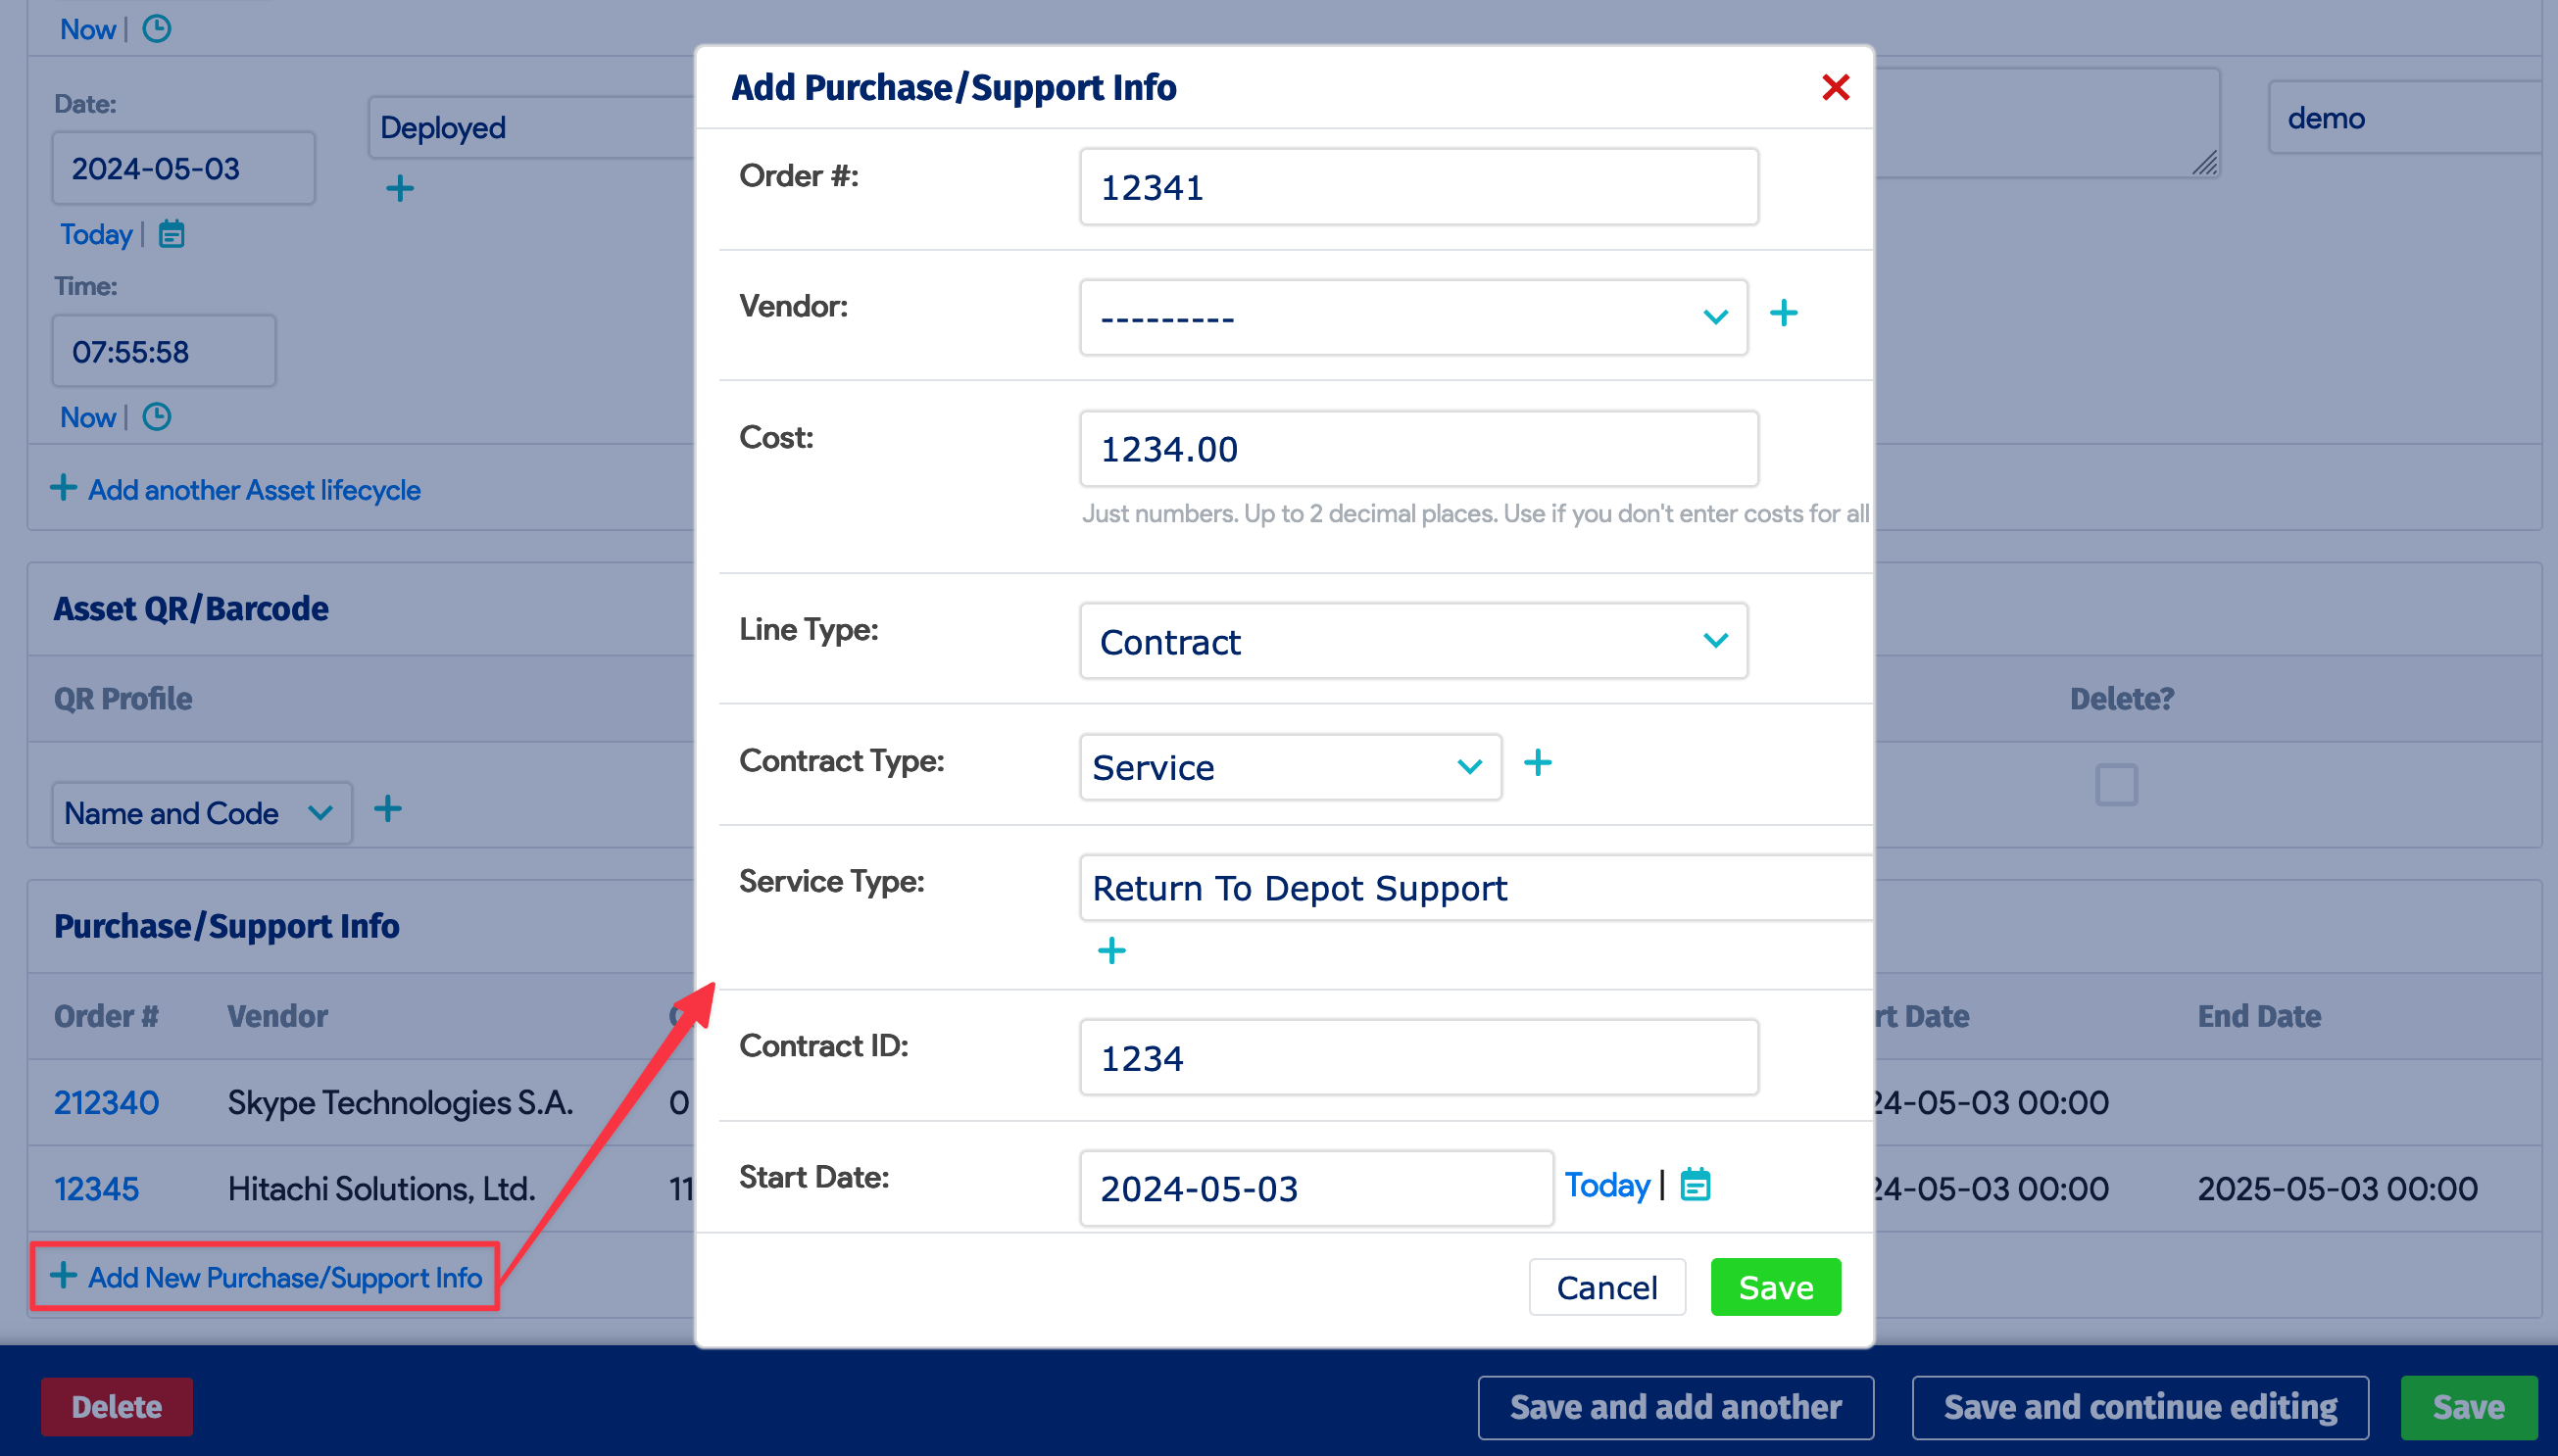 Now |
Date:
2024-05-03
Deployed
Today |
Time:
07:55:58
Now |
Add another Asset lifecycle
demo
Asset QR/Barcode
QR Profile
Delete?
Name and Code
Purchase/Support Info
Order # Vendor End Date
Date
212340 Skype Technologies S.A. 0 24-05-03 00:00
12345 Hitachi Solutions, Ltd. 11 24-05-03 00:00 2025-05-03 00:00
Add New Purchase/Support Info
Add Purchase/Support Info
Order #: 12341
Vendor: ---------
Cost: 1234.00
Just numbers. Up to 2 decimal places. Use if you don't enter costs for all
Line Type: Contract
Contract Type: Service
Service Type: Return To Depot Support
Contract ID: 1234
Start Date: 2024-05-03 Today |
Cancel Save
Delete Save and add another Save and continue editing Save